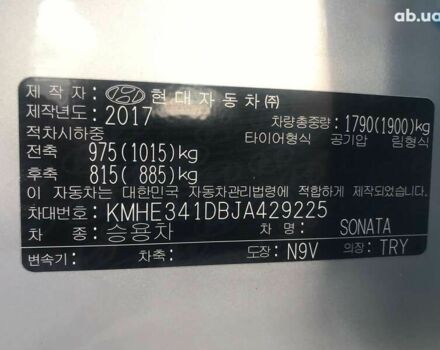 ab.ua
제 작 자 : 현대자동차㈜
제작년도: 2017 차량총중량: 1790(1900)kg
적차시하중 타이어형식 공기압 림형식
전축 975(1015)kg
후축 815( 885)kg
이 자동차는 대한민국 자동차관리법령에 적합하게 제작되었습니다.
차대번호: KMHE341DBJA429225
차 종: 승용차 차 명: SONATA
변속기: 차축: 도장: N9V 의장: TRY